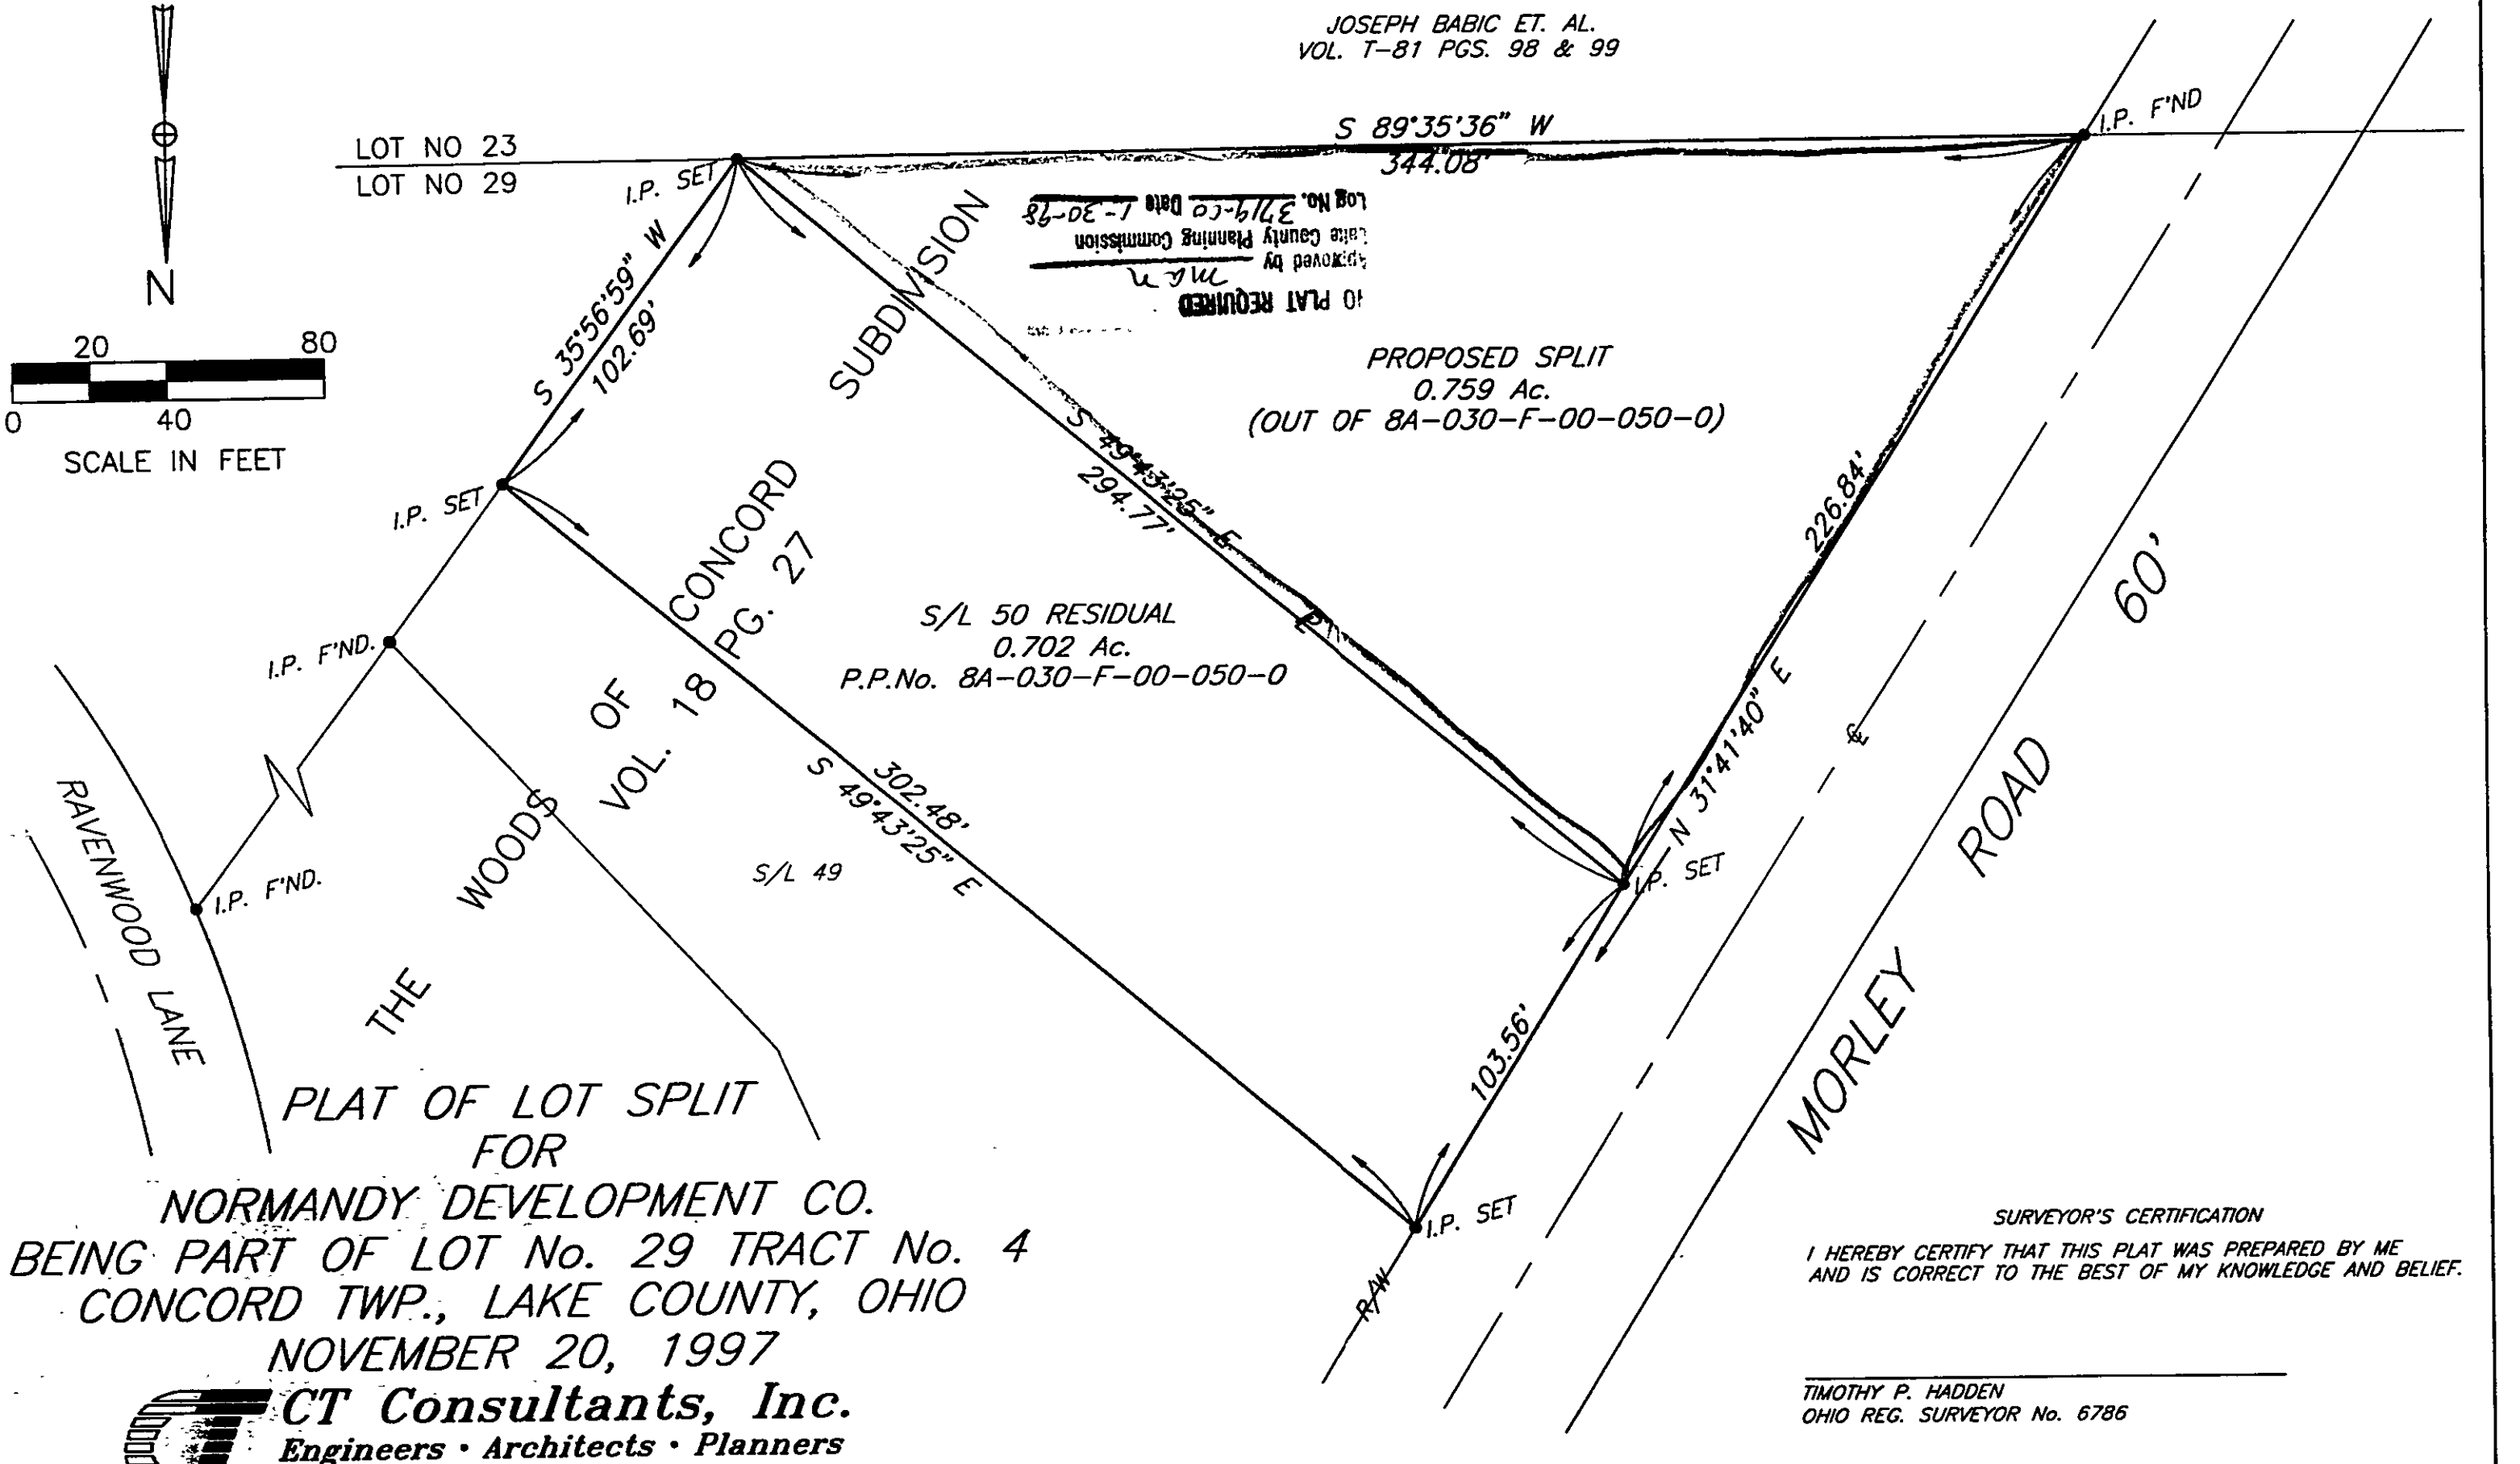 JOSEPH BABIC ET. AL.
VOL. T-81 PGS. 98 & 99
S 89°35'36" W
344.08'
I.P. F'ND
LOT NO 23
LOT NO 29
I.P. SET
N
20 80
0 40
SCALE IN FEET
S 35°56'59" W
102.69'
I.P. SET
SUBDIVISION
NO PLAT REQUIRED
Approved by
Lake County Planning Commission
Log No. 3719-CO Date 1-30-98
PROPOSED SPLIT
0.759 Ac.
(OUT OF 8A-030-F-00-050-0)
S 49°43'25" E
294.77'
226.84'
N 31°41'40" E
60'
CONCORD
PG. 27
S/L 50 RESIDUAL
0.702 Ac.
P.P.No. 8A-030-F-00-050-0
I.P. F'ND.
OF
VOL. 18
302.48'
S 49°43'25" E
WOODS
S/L 49
I.P. SET
RAVENWOOD LANE
I.P. F'ND.
THE
103.56'
MORLEY ROAD
I.P. SET
R/W
PLAT OF LOT SPLIT
FOR
NORMANDY DEVELOPMENT CO.
BEING PART OF LOT No. 29 TRACT No. 4
CONCORD TWP., LAKE COUNTY, OHIO
NOVEMBER 20, 1997
CT Consultants, Inc.
Engineers • Architects • Planners
SURVEYOR'S CERTIFICATION
I HEREBY CERTIFY THAT THIS PLAT WAS PREPARED BY ME
AND IS CORRECT TO THE BEST OF MY KNOWLEDGE AND BELIEF.
TIMOTHY P. HADDEN
OHIO REG. SURVEYOR No. 6786